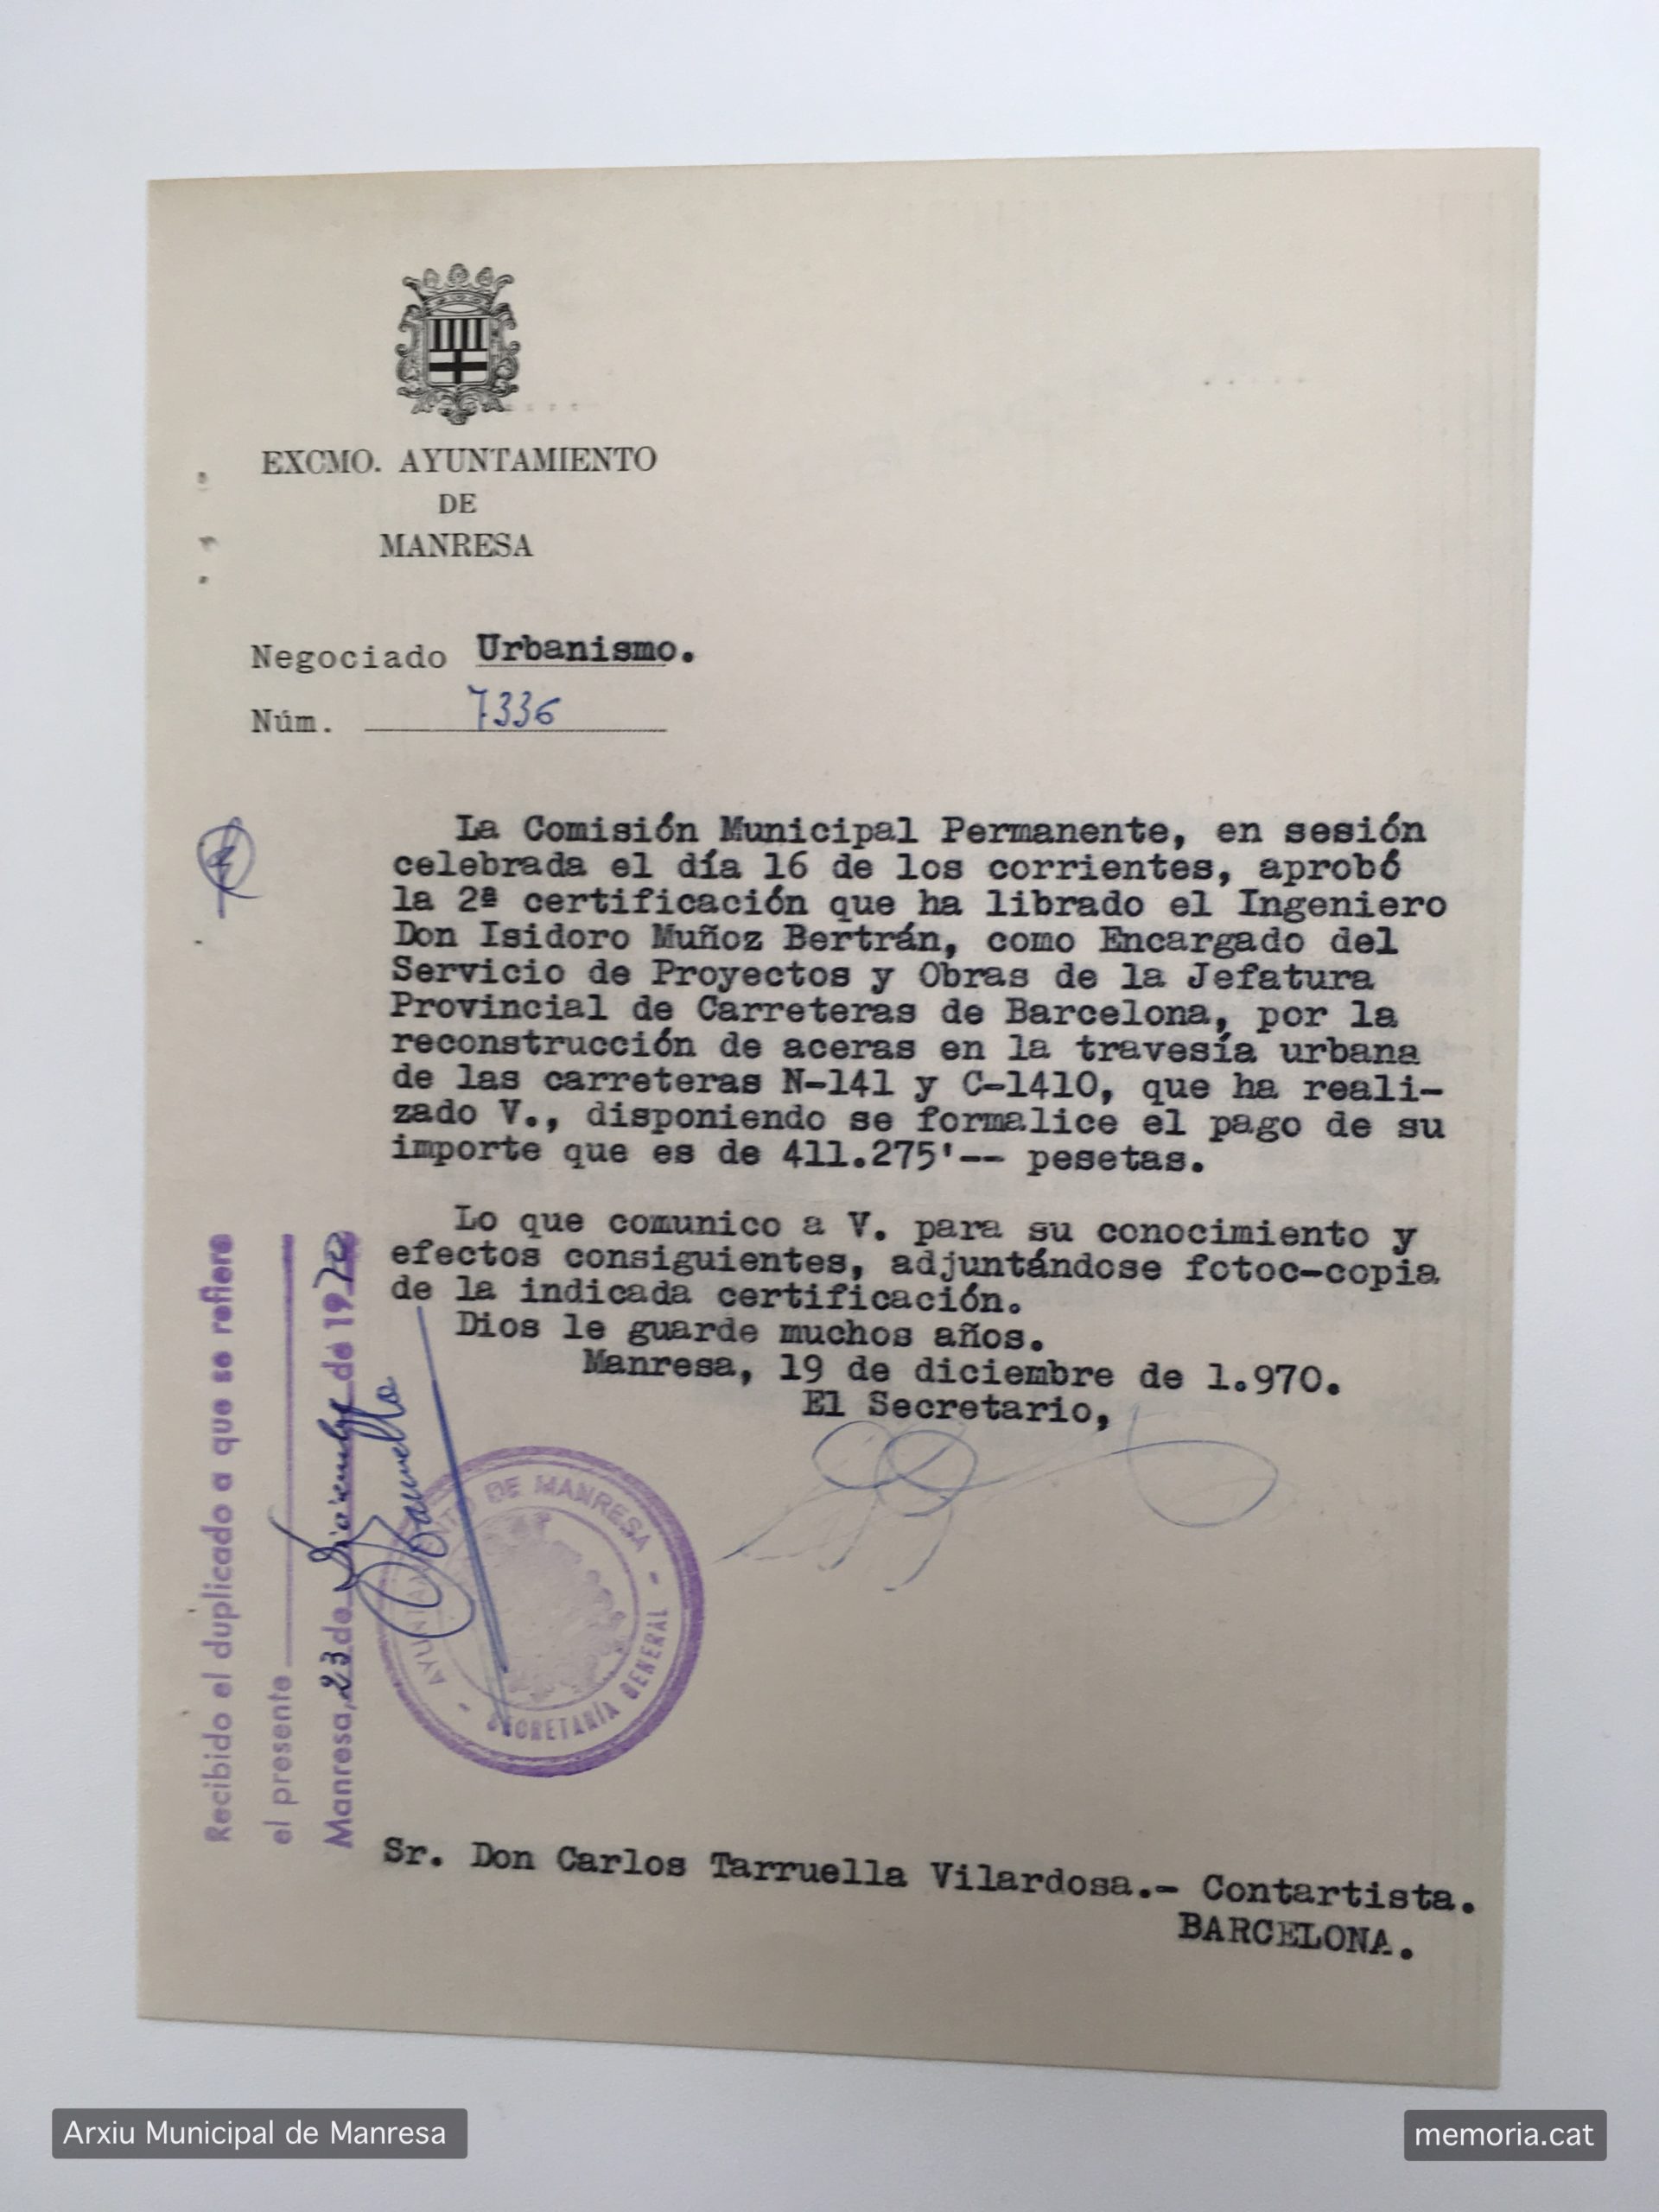 EXCMO. AYUNTAMIENTO
DE
MANRESA
Negociado Urbanismo.
Núm. 7336
La Comisión Municipal Permanente, en sesión
celebrada el día 16 de los corrientes, aprobó
la 2ª certificación que ha librado el Ingeniero
Don Isidoro Muñoz Bertrán, como Encargado del
Servicio de Proyectos y Obras de la Jefatura
Provincial de Carreteras de Barcelona, por la
reconstrucción de aceras en la travesía urbana
de las carreteras N-141 y C-1410, que ha reali-
zado V., disponiendo se formalice el pago de su
importe que es de 411.275'-- pesetas.
Lo que comunico a V. para su conocimiento y
efectos consiguientes, adjuntándose fotoc-copia
de la indicada certificación.
Dios le guarde muchos años.
Manresa, 19 de diciembre de 1.970.
El Secretario,
Recibido el duplicado a que se refiere
el presente
Manresa, 23 de Diciembre de 1970
AYUNTAMIENTO DE MANRESA -
- SECRETARÍA GENERAL
Sr. Don Carlos Tarruella Vilardosa.- Contartista.
BARCELONA.
Arxiu Municipal de Manresa
memoria.cat